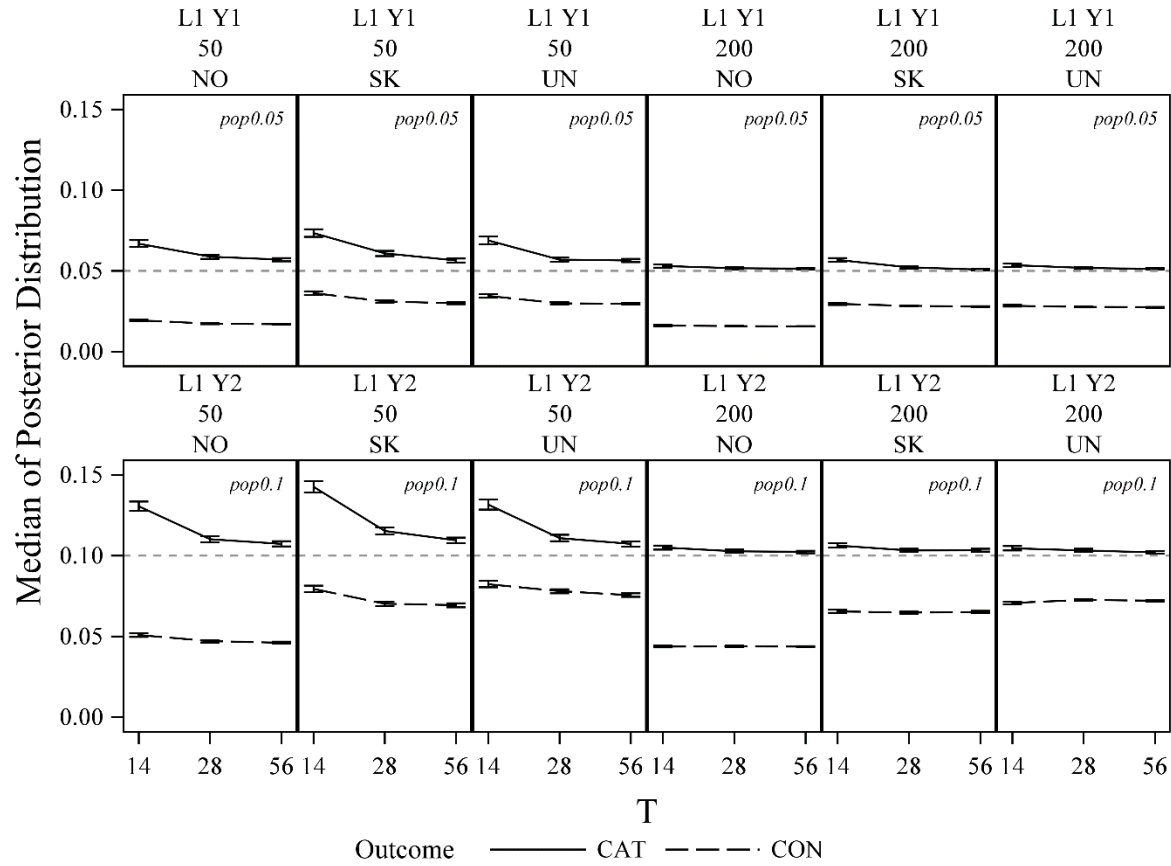 L1 Y1 L1 Y1 L1 Y1 L1 Y1 L1 Y1 L1 Y1
50 50 50 200 200 200
NO SK UN NO SK UN
0.15 pop0.05 pop0.05 pop0.05 pop0.05 pop0.05 pop0.05
0.10
0.05
0.00
Median of Posterior Distribution
L1 Y2 L1 Y2 L1 Y2 L1 Y2 L1 Y2 L1 Y2
50 50 50 200 200 200
NO SK UN NO SK UN
0.15 pop0.1 pop0.1 pop0.1 pop0.1 pop0.1 pop0.1
0.10
0.05
0.00
14 28 56 14 28 56 14 28 56 14 28 56 14 28 56 14 28 56
T
Outcome CAT CON